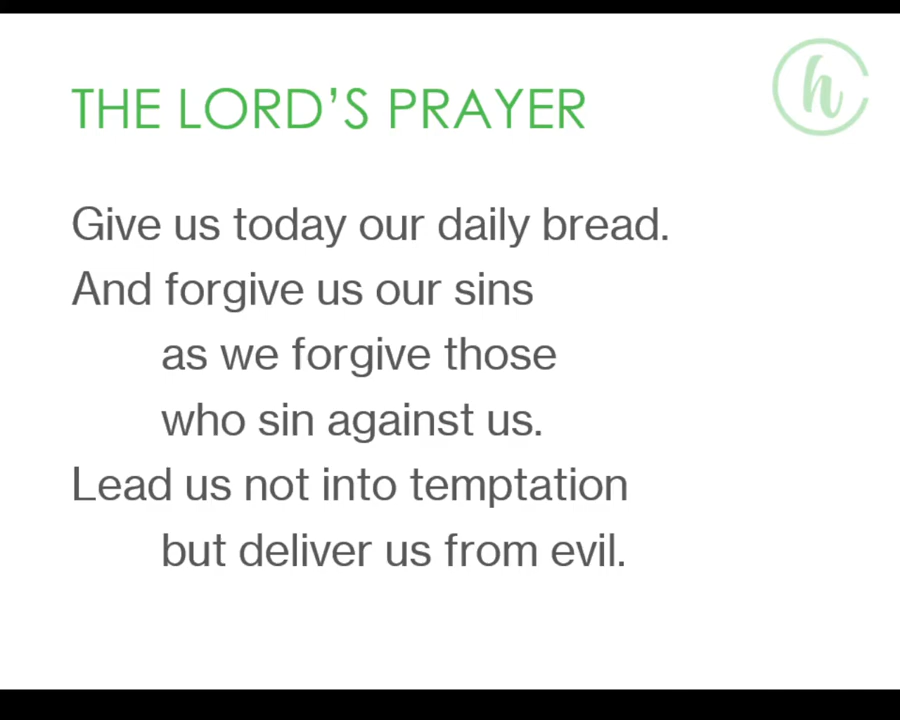 THE LORD’S PRAYER
h
Give us today our daily bread.
And forgive us our sins
as we forgive those
who sin against us.
Lead us not into temptation
but deliver us from evil.